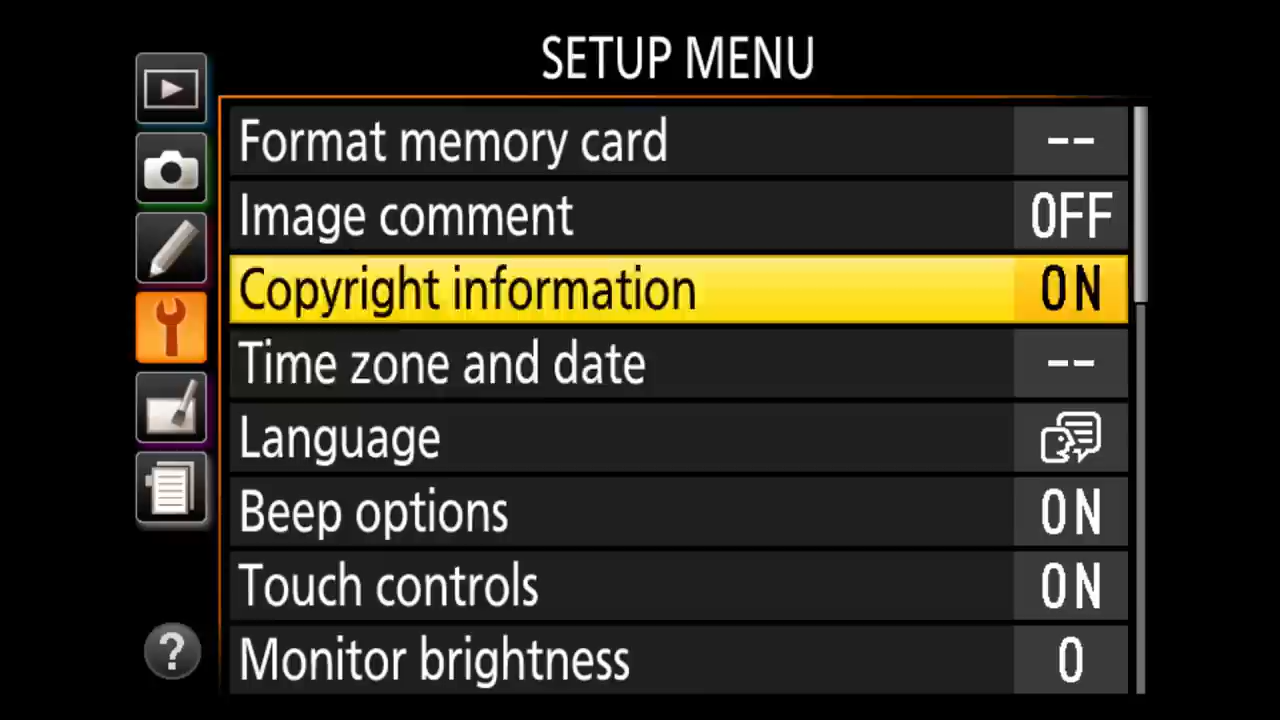 SETUP MENU
Format memory card --
Image comment OFF
Copyright information ON
Time zone and date --
Language
Beep options ON
Touch controls ON
Monitor brightness 0
?